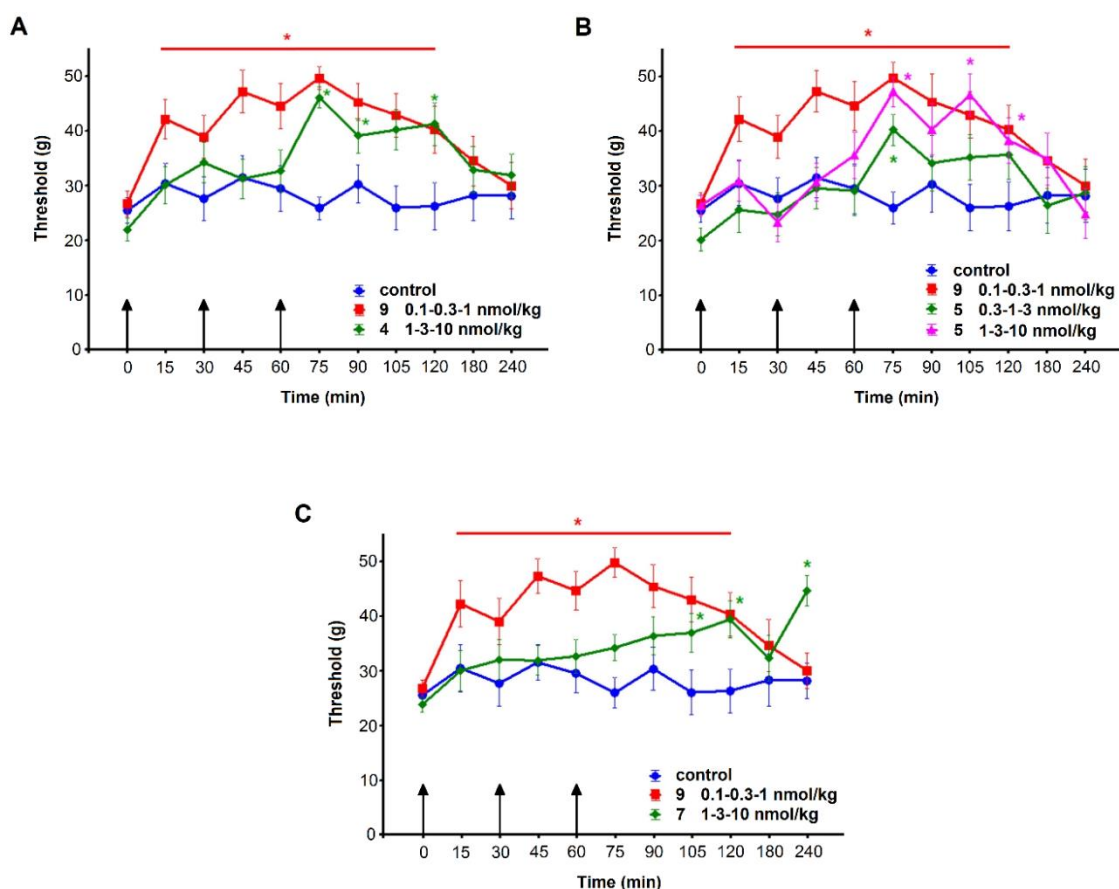 A
*
Threshold (g)
50
40
30
20
10
0
*
*
*
control
9 0.1-0.3-1 nmol/kg
4 1-3-10 nmol/kg
0 15 30 45 60 75 90 105 120 180 240
Time (min)
B
*
Threshold (g)
50
40
30
20
10
0
*
*
*
*
control
9 0.1-0.3-1 nmol/kg
5 0.3-1-3 nmol/kg
5 1-3-10 nmol/kg
0 15 30 45 60 75 90 105 120 180 240
Time (min)
C
*
Threshold (g)
50
40
30
20
10
0
*
*
*
control
9 0.1-0.3-1 nmol/kg
7 1-3-10 nmol/kg
0 15 30 45 60 75 90 105 120 180 240
Time (min)